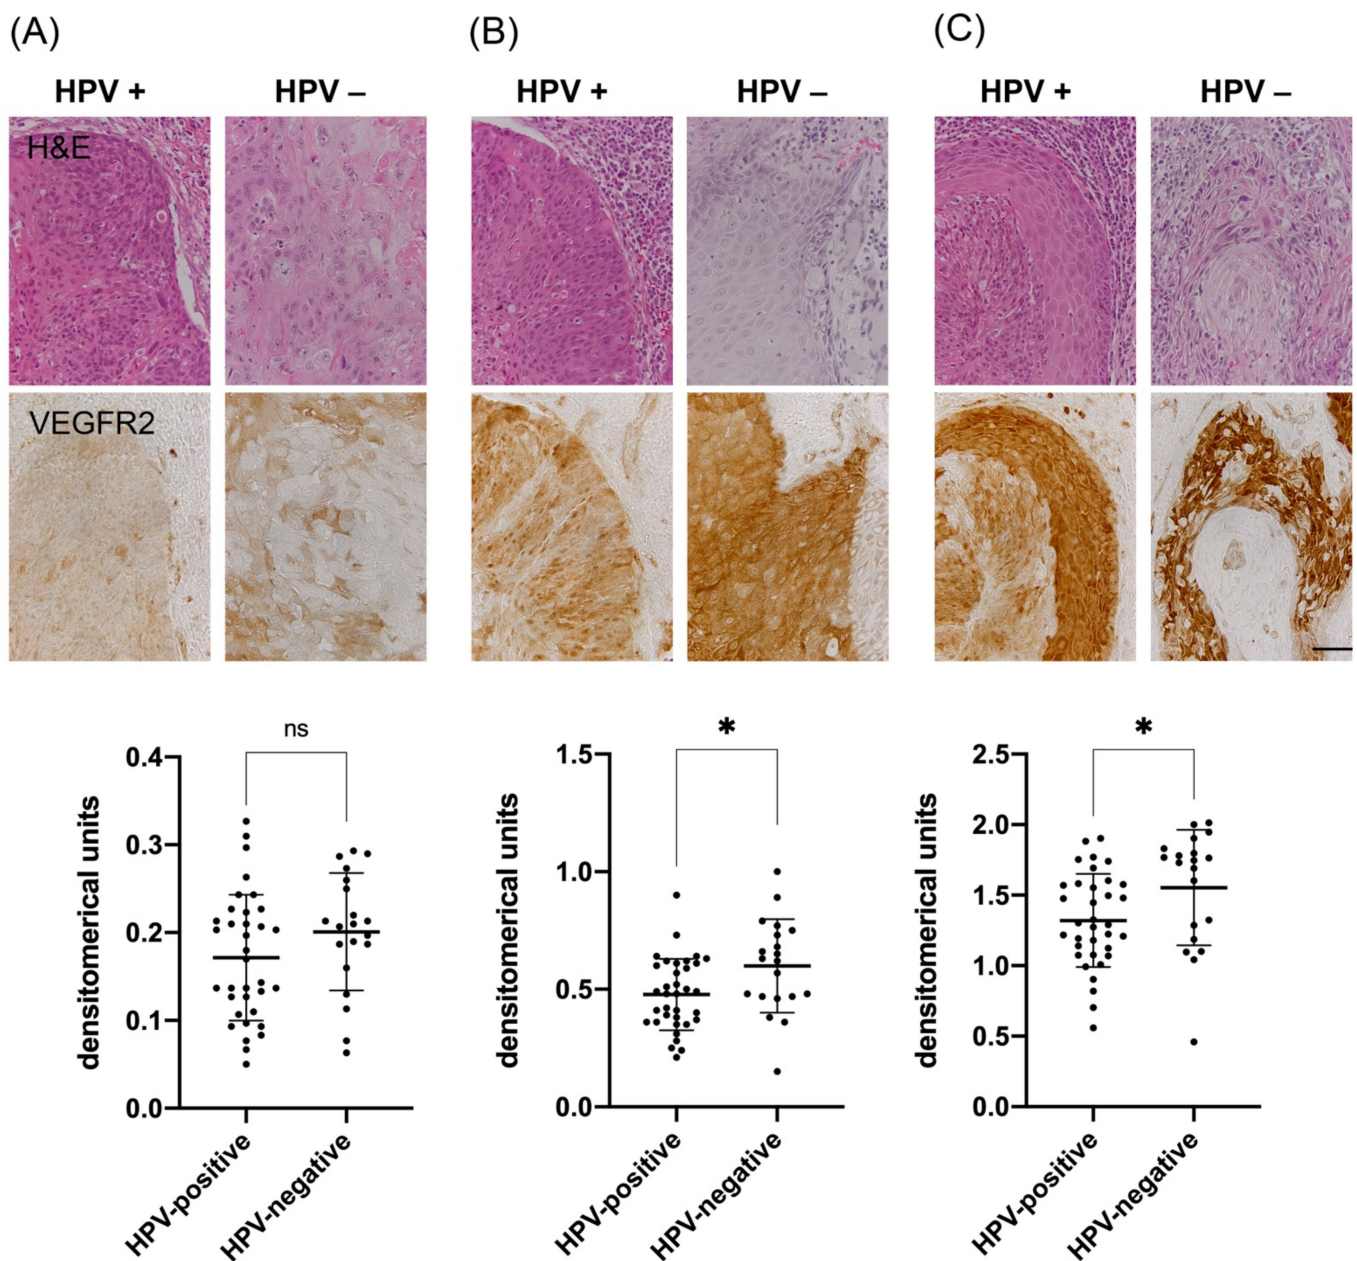 (A)
(B)
(C)
HPV +
HPV –
HPV +
HPV –
HPV +
HPV –
H&E
VEGFR2
ns
densitomerical units
0.4
0.3
0.2
0.1
0.0
HPV-positive
HPV-negative
*
densitomerical units
1.5
1.0
0.5
0.0
HPV-positive
HPV-negative
*
densitomerical units
2.5
2.0
1.5
1.0
0.5
0.0
HPV-positive
HPV-negative